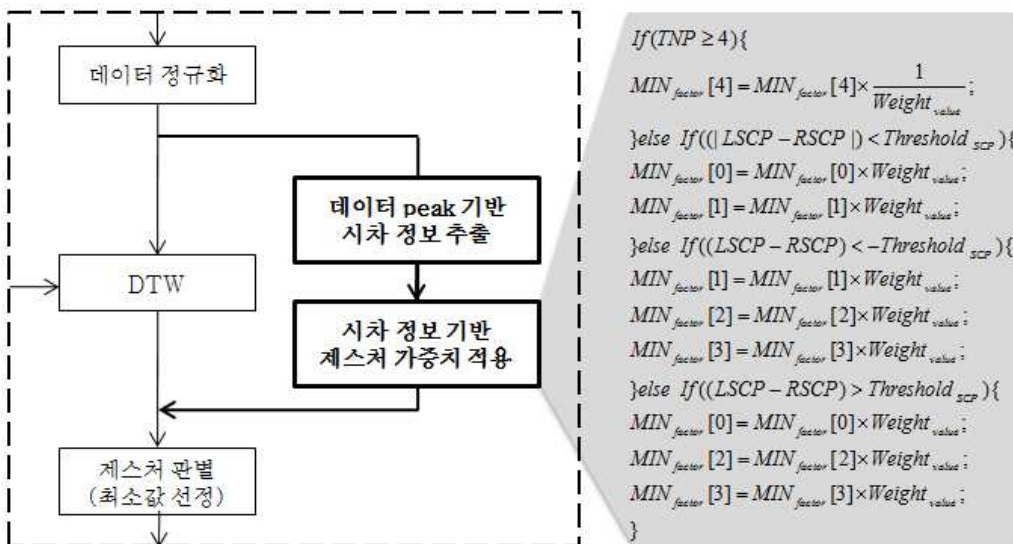 데이터 정규화
데이터 peak 기반
시차 정보 추출
DTW
시차 정보 기반
제스처 가중치 적용
제스처 판별
(최소값 선정)
If(TNP ≥ 4){
MIN_factor [4] = MIN_factor [4] × 1/Weight_value ;
}else If((| LSCP − RSCP |) < Threshold_SCP ){
MIN_factor [0] = MIN_factor [0] × Weight_value ;
MIN_factor [1] = MIN_factor [1] × Weight_value ;
}else If((LSCP − RSCP) < −Threshold_SCP ){
MIN_factor [1] = MIN_factor [1] × Weight_value ;
MIN_factor [2] = MIN_factor [2] × Weight_value ;
MIN_factor [3] = MIN_factor [3] × Weight_value ;
}else If((LSCP − RSCP) > Threshold_SCP ){
MIN_factor [0] = MIN_factor [0] × Weight_value ;
MIN_factor [2] = MIN_factor [2] × Weight_value ;
MIN_factor [3] = MIN_factor [3] × Weight_value ;
}